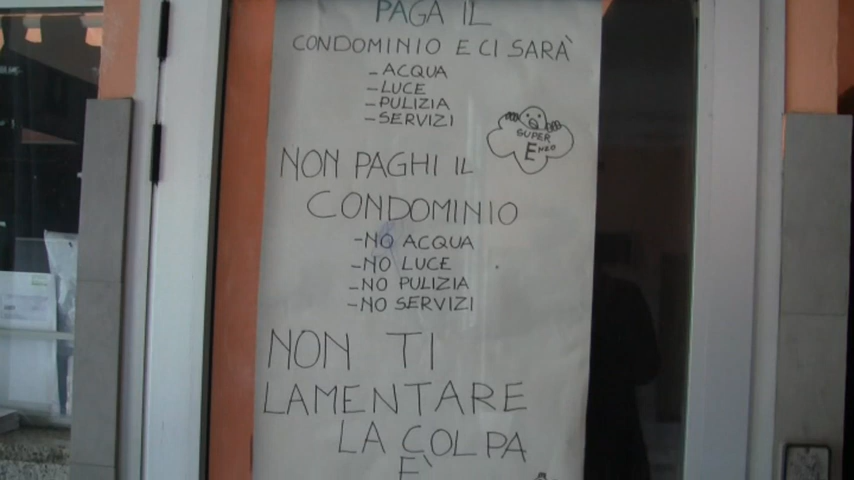 PAGA IL
CONDOMINIO E CI SARÀ
- ACQUA
- LUCE
- PULIZIA
- SERVIZI
SUPER
ENZO
NON PAGHI IL
CONDOMINIO
- NO ACQUA
- NO LUCE
- NO PULIZIA
- NO SERVIZI
NON TI
LAMENTARE
LA COLPA
E'